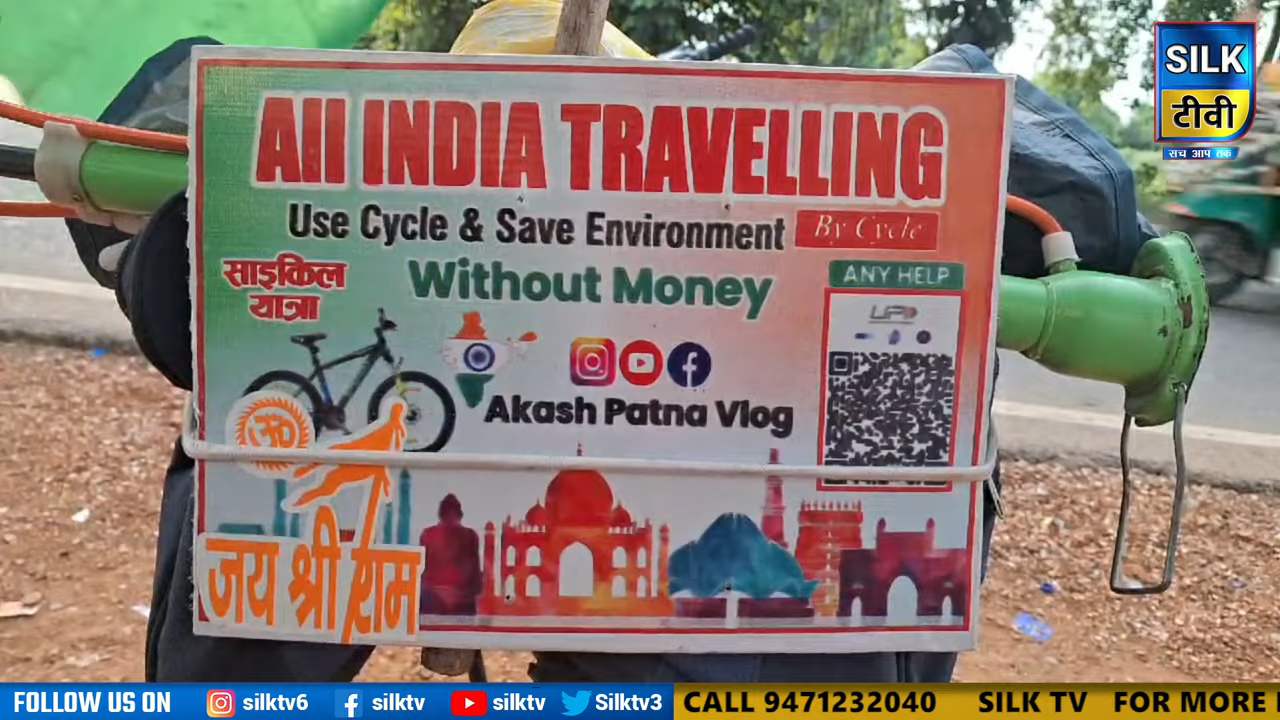 SILK
टीवी
सच आप तक
All INDIA TRAVELLING
Use Cycle & Save Environment
By Cycle
साइकिल
यात्रा
Without Money
ANY HELP
UPI
Akash Patna Vlog
जय श्री राम
FOLLOW US ON
silktv6
silktv
silktv
Silktv3
CALL 9471232040
SILK TV
FOR MORE